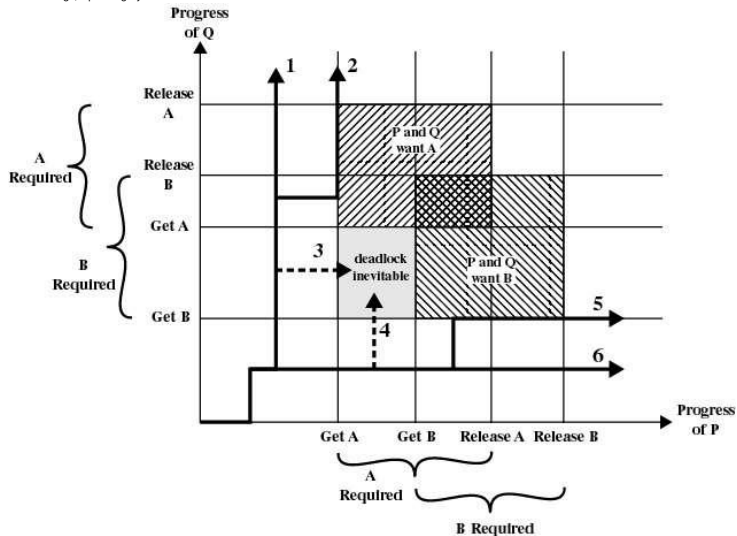 Progress
of Q
1
2
Release
A
P and Q
want A
A
Required
Release
B
Get A
3
deadlock
inevitable
P and Q
want B
B
Required
Get B
4
5
6
Progress
of P
Get A
Get B
Release A
Release B
A
Required
B Required